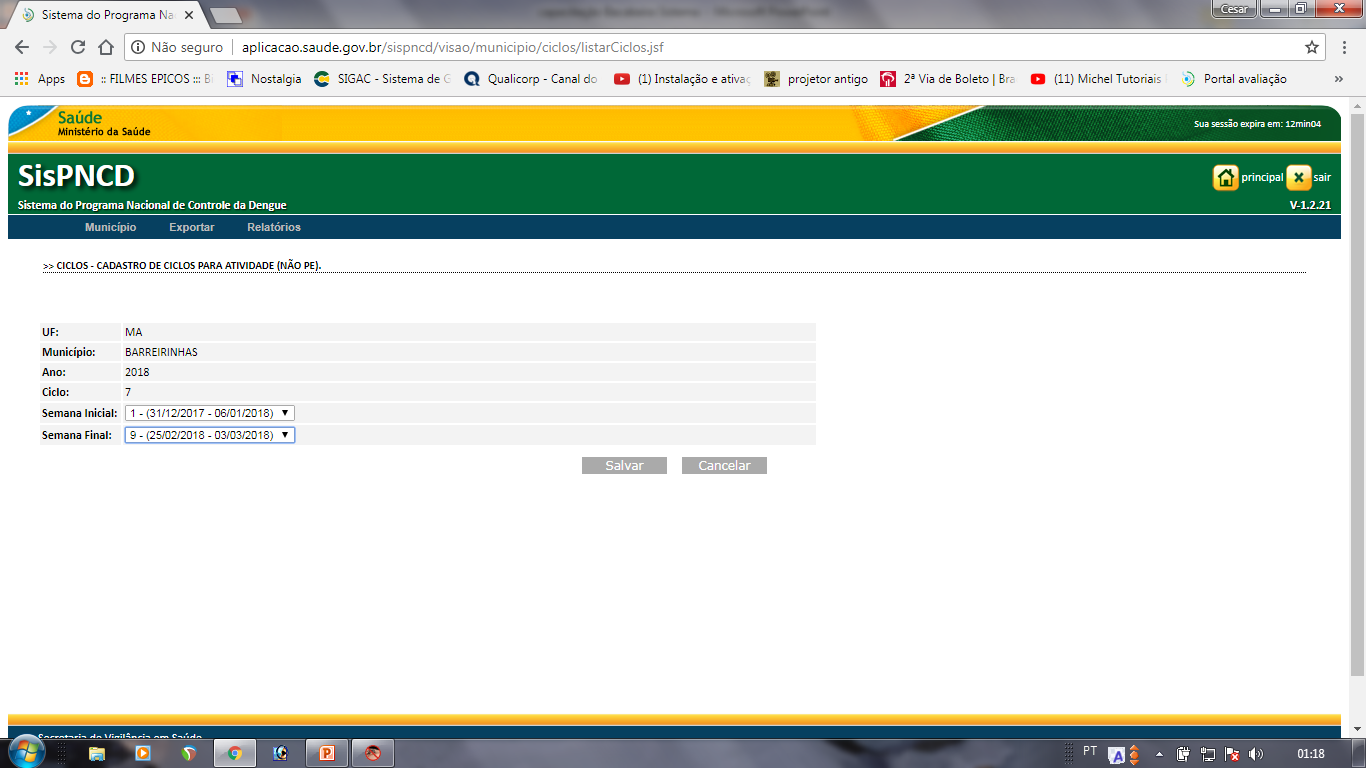 Sistema do Programa Na
Cesar
Não seguro
aplicacao.saude.gov.br/sispncd/visao/municipio/ciclos/listarCiclos.jsf
Apps
:: FILMES EPICOS ::: B
Nostalgia
SIGAC - Sistema de G
Qualicorp - Canal do
(1) Instalação e ativaç
projetor antigo
2ª Via de Boleto | Bra
(11) Michel Tutoriais
Portal avaliação
»
Saúde
Ministério da Saúde
Sua sessão expira em: 12min04
SisPNCD
principal
sair
Sistema do Programa Nacional de Controle da Dengue
V-1.2.21
Município
Exportar
Relatórios
>> CICLOS - CADASTRO DE CICLOS PARA ATIVIDADE (NÃO PE).
UF: MA
Município: BARREIRINHAS
Ano: 2018
Ciclo: 7
Semana Inicial: 1 - (31/12/2017 - 06/01/2018)
Semana Final: 9 - (25/02/2018 - 03/03/2018)
Salvar
Cancelar
Secretaria de Vigilância em Saúde
PT
01:18